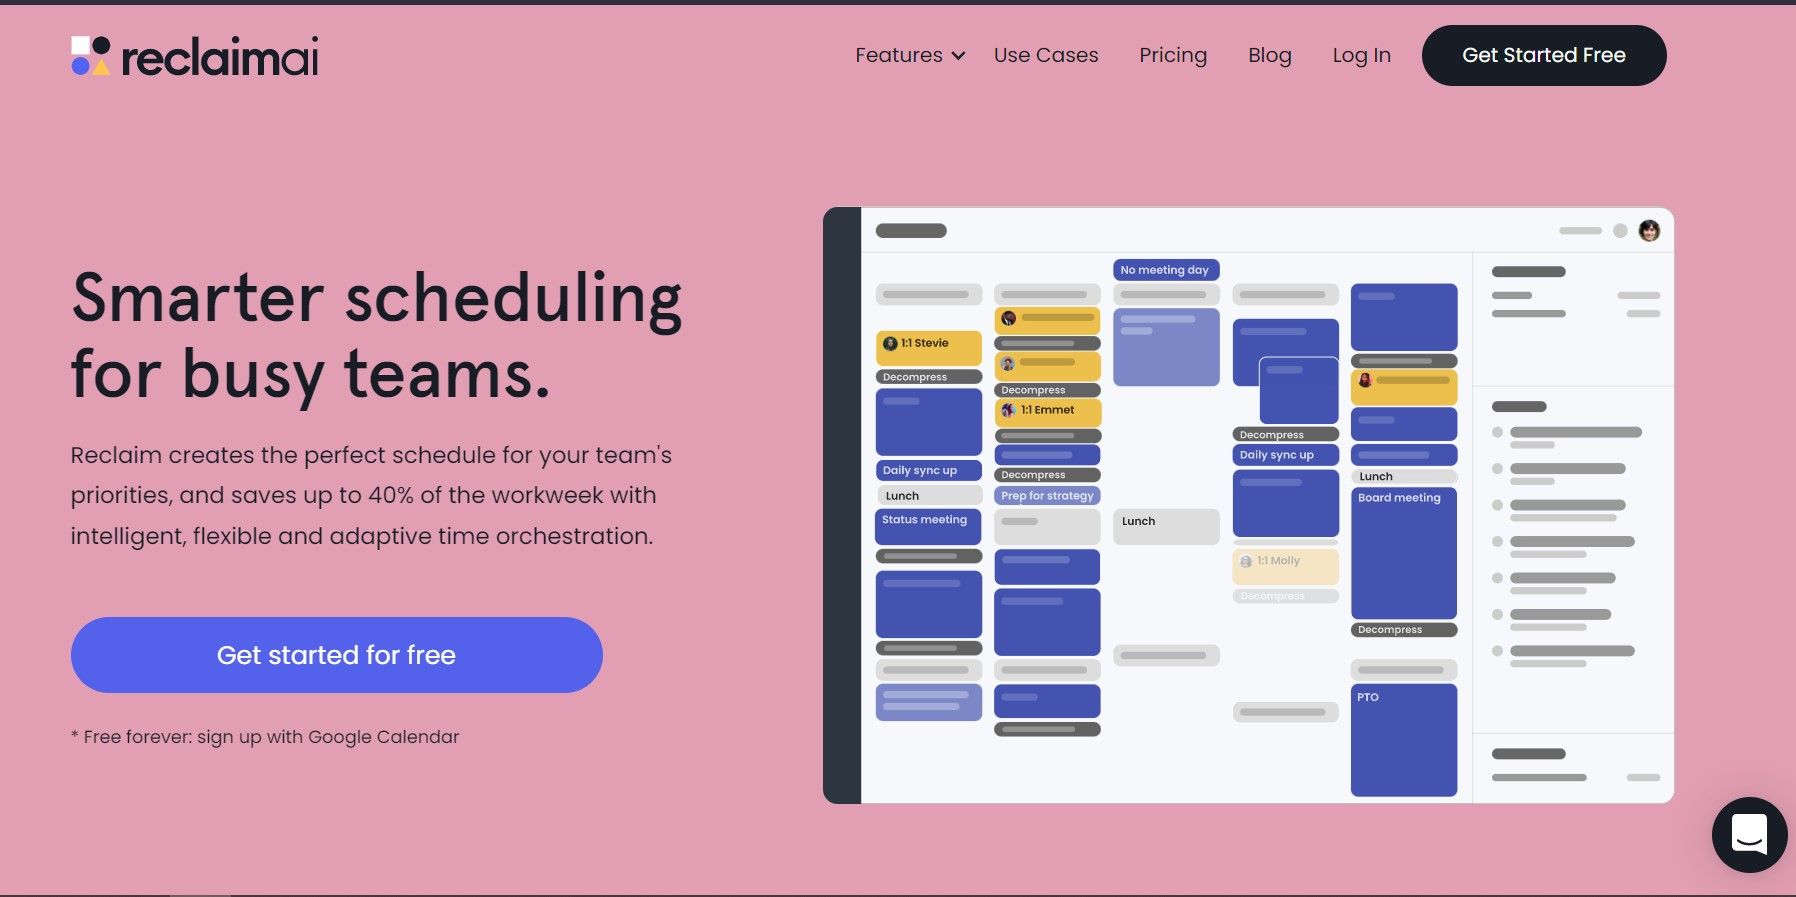 reclaimai
Features
Use Cases
Pricing
Blog
Log In
Get Started Free
Smarter scheduling
for busy teams.
Reclaim creates the perfect schedule for your team's
priorities, and saves up to 40% of the workweek with
intelligent, flexible and adaptive time orchestration.
Get started for free
* Free forever: sign up with Google Calendar
1:1 Stevie
Decompress
Daily sync up
Lunch
Status meeting
Decompress
1:1 Emmet
Decompress
Prep for strategy
No meeting day
Lunch
Decompress
Daily sync up
1:1 Molly
Decompress
Lunch
Board meeting
Decompress
PTO